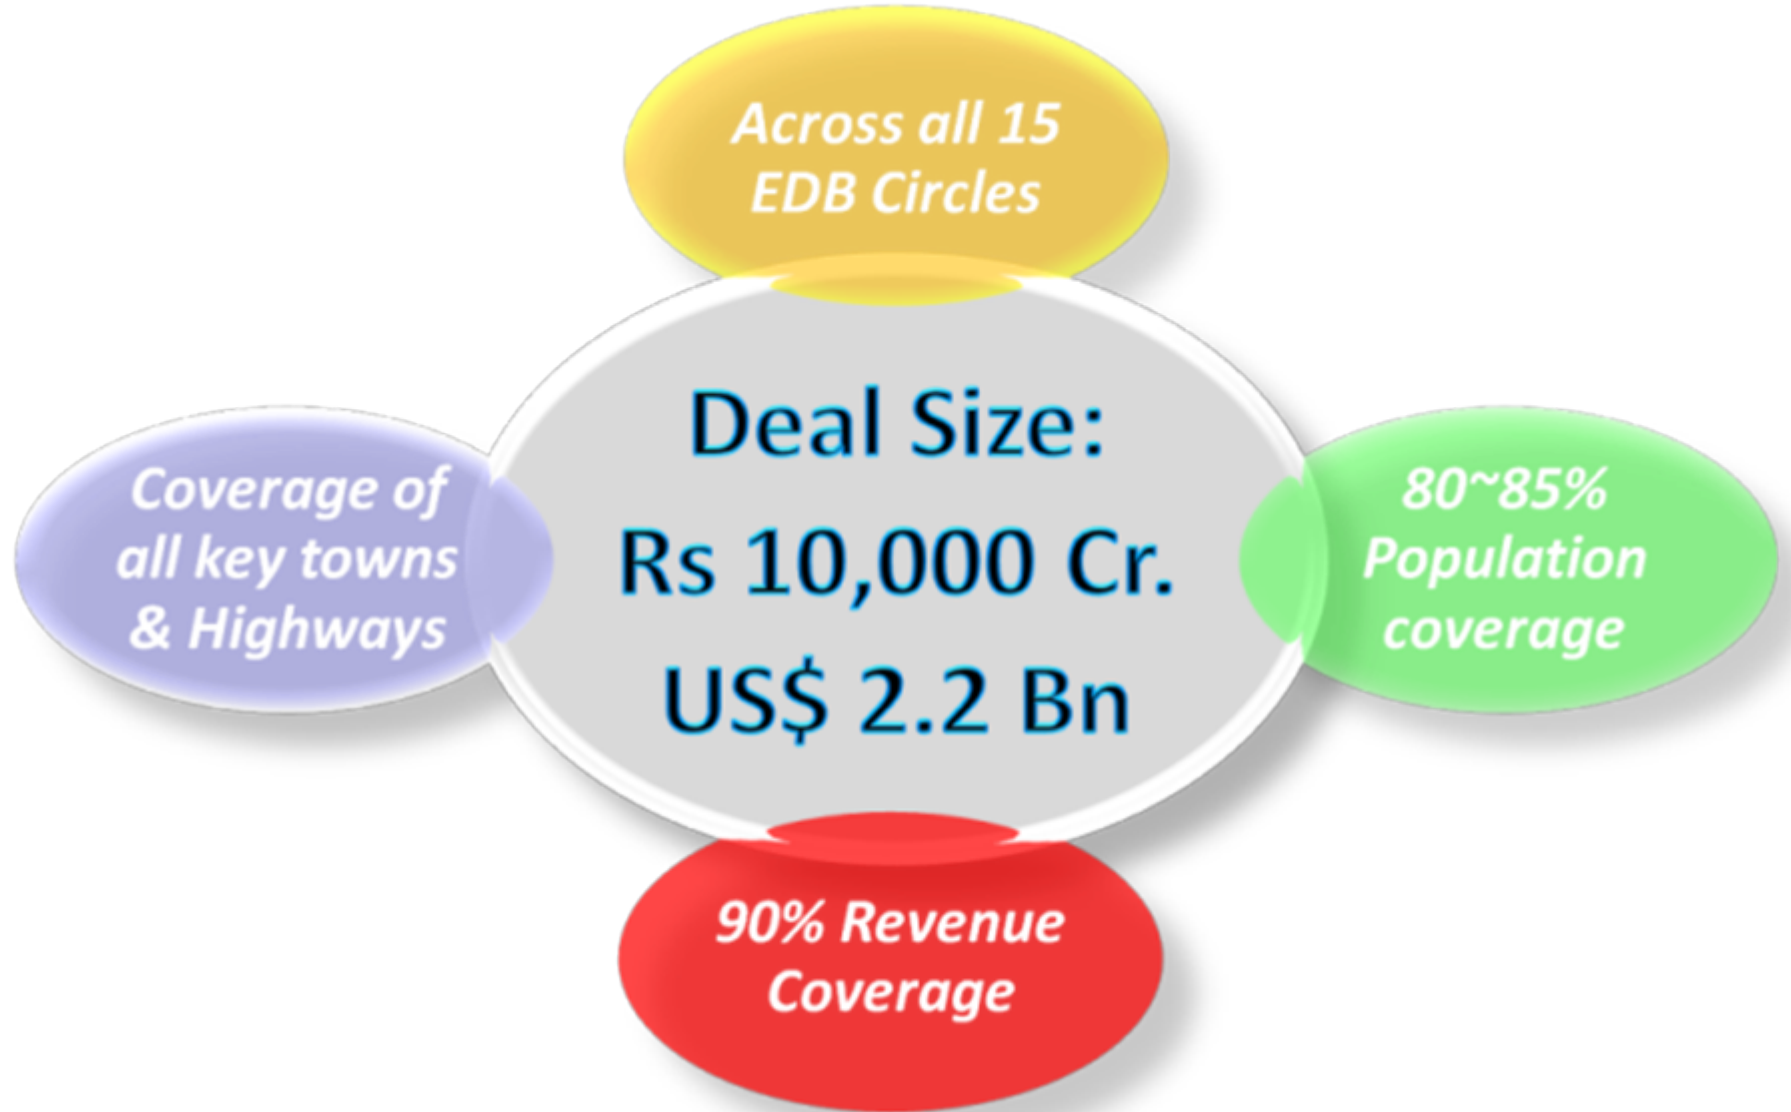 Across all 15
EDB Circles
Coverage of
all key towns
& Highways
Deal Size:
Rs 10,000 Cr.
US$ 2.2 Bn
80~85%
Population
coverage
90% Revenue
Coverage